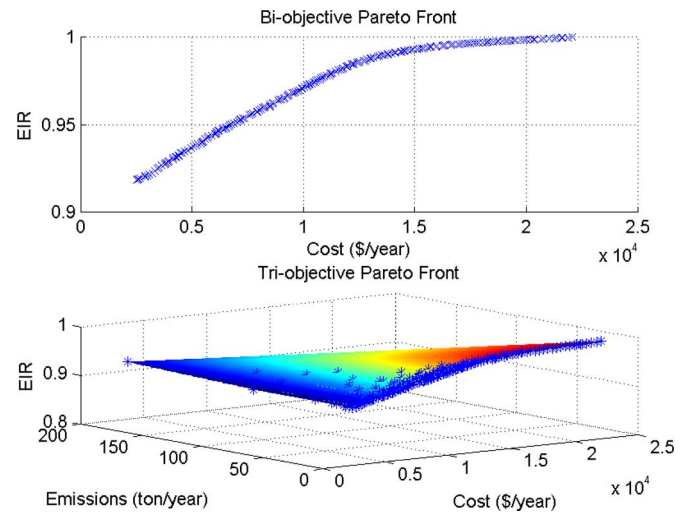 Bi-objective Pareto Front
1
0.95
0.9
EIR
0 0.5 1 1.5 2 2.5
Cost ($/year)
x 10^4
Tri-objective Pareto Front
1
0.9
0.8
EIR
200 150 100 50 0
0 0.5 1 1.5 2 2.5
x 10^4
Emissions (ton/year)
Cost ($/year)